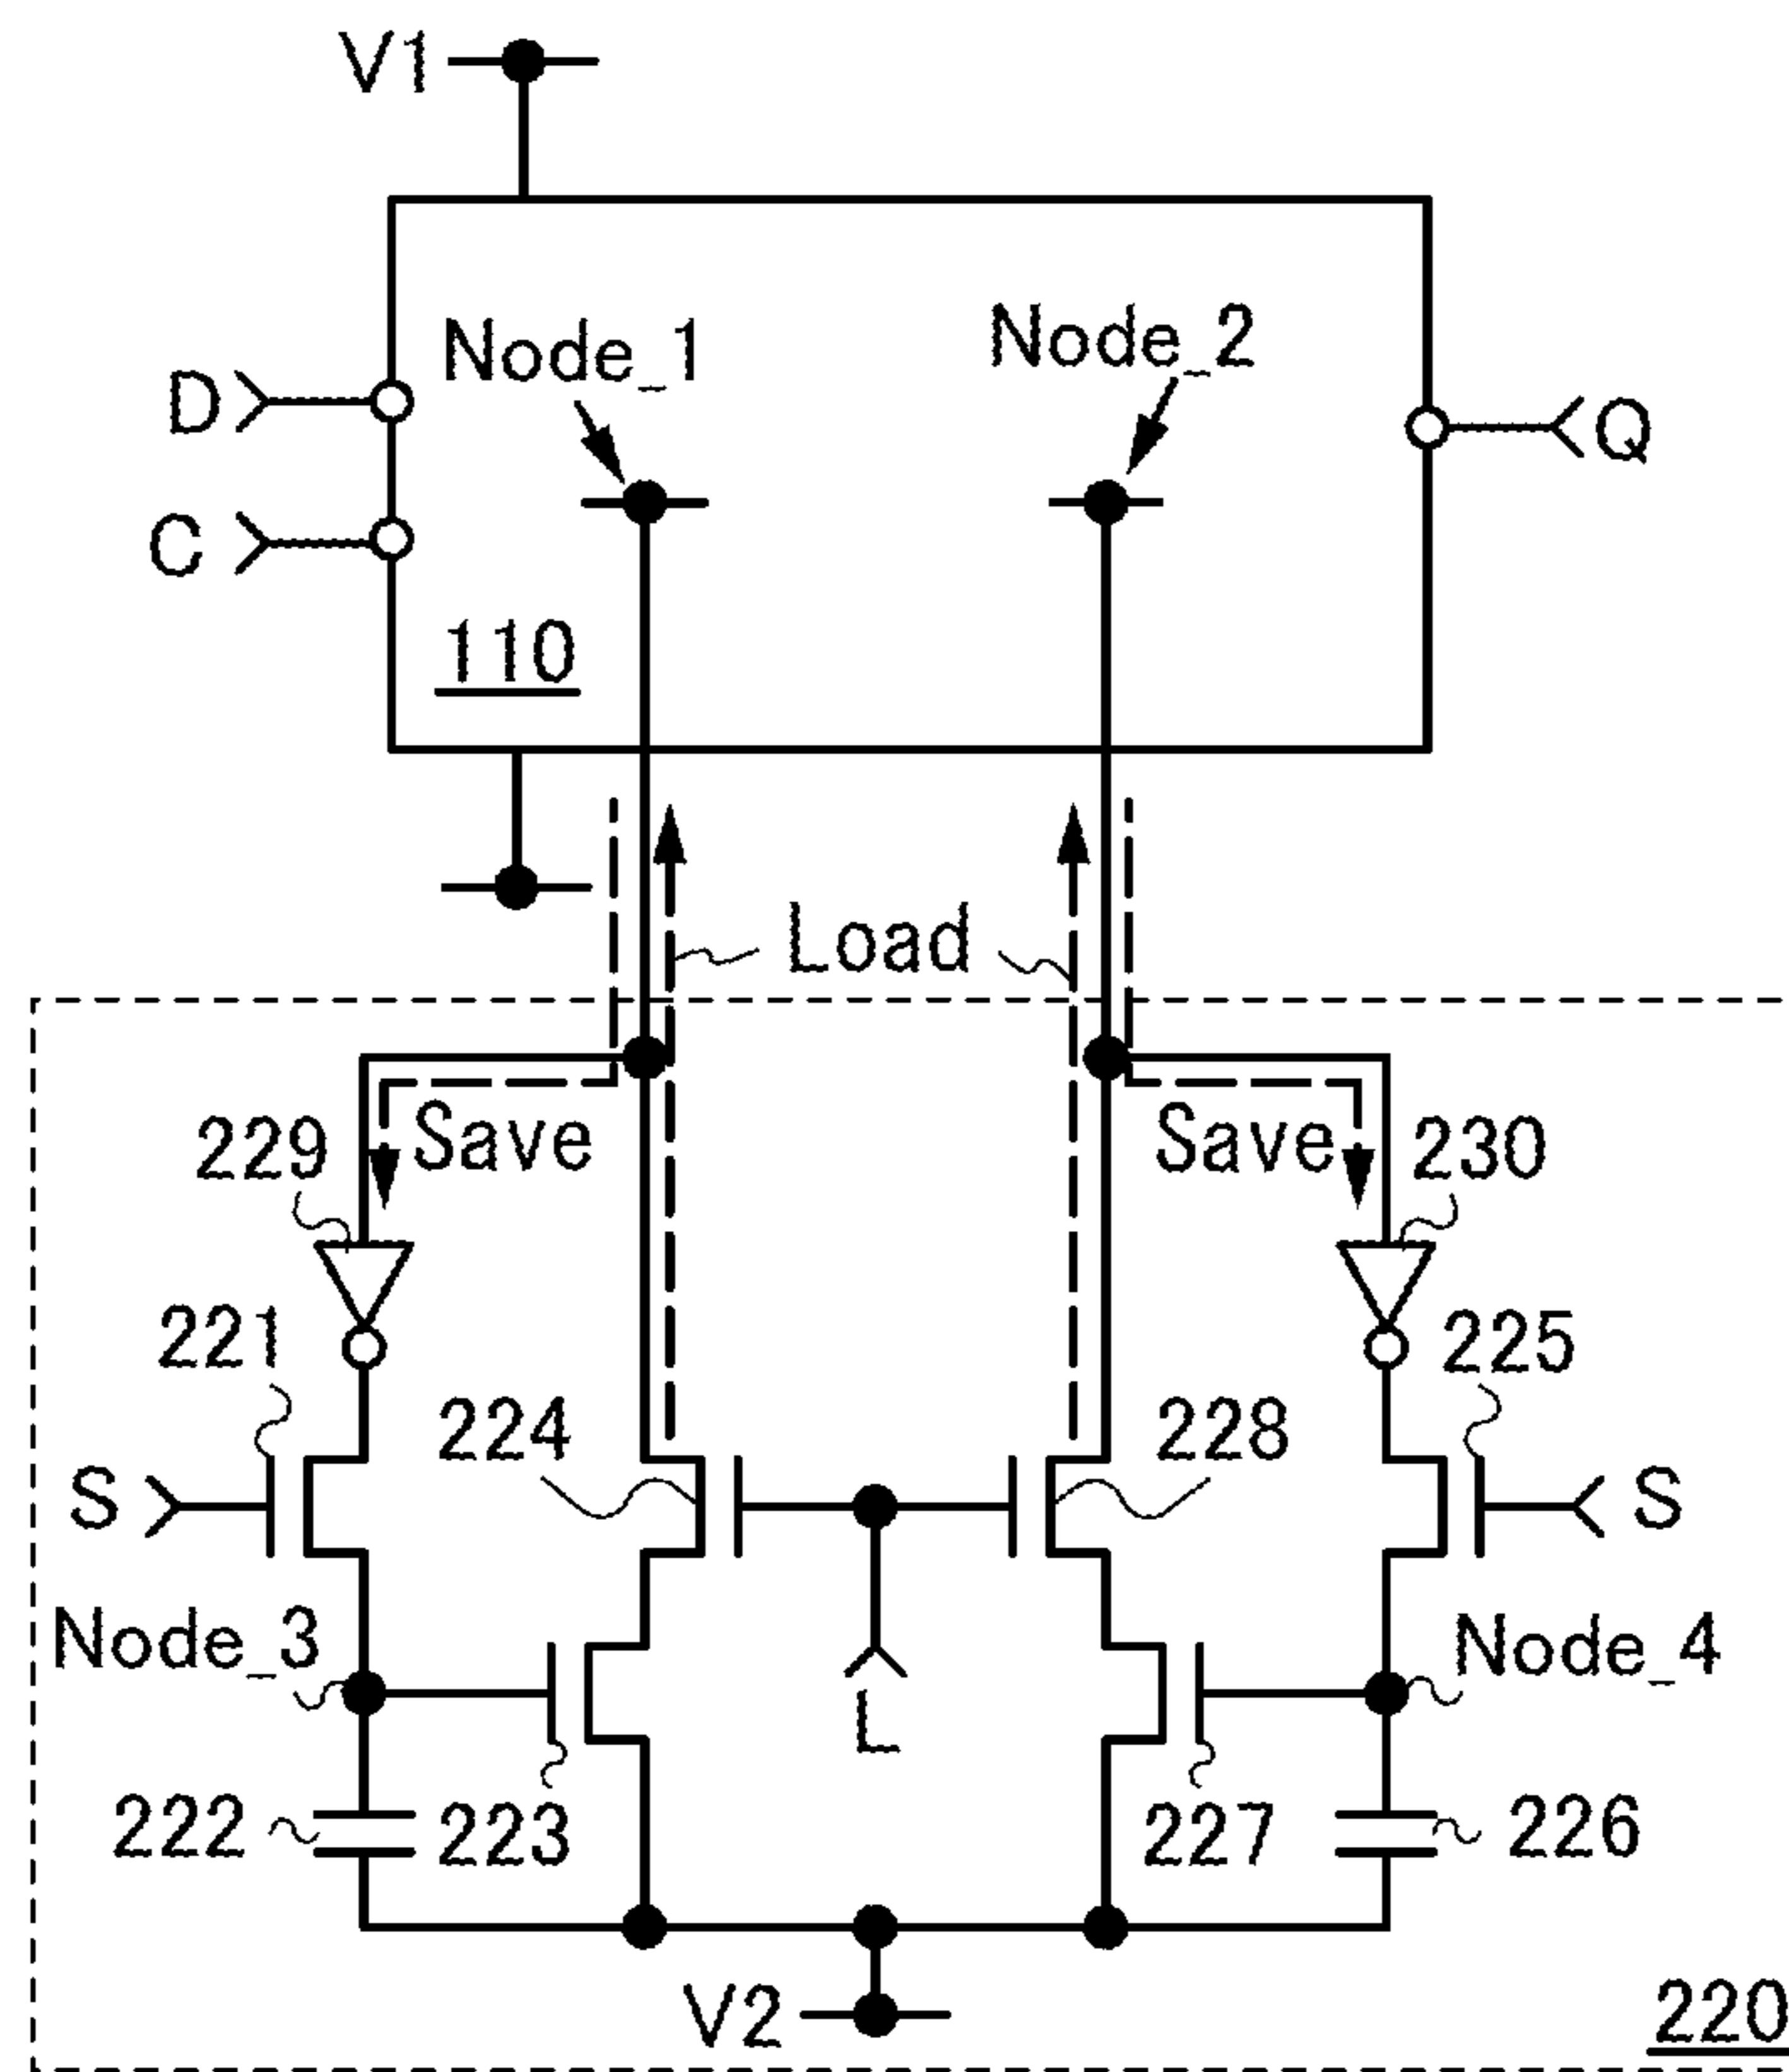 V1
Node_1
Node_2
D
Q
C
110
Load
229
Save
Save
230
221
225
224
228
S
S
Node_3
Node_4
L
222
223
227
226
V2
220